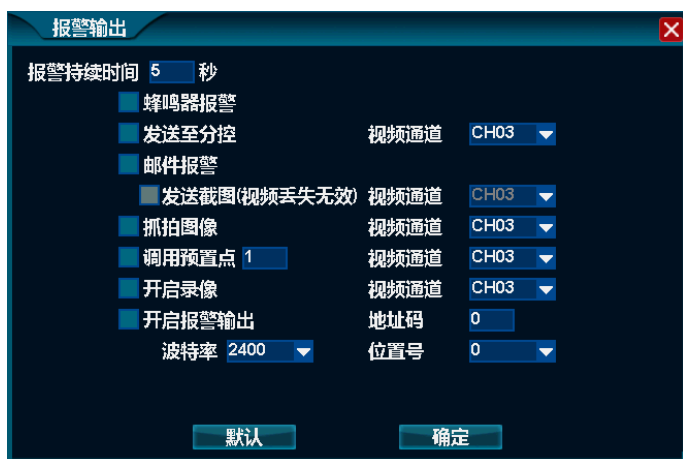 报警输出
报警持续时间 5 秒
蜂鸣器报警
发送至分控 视频通道 CH03
邮件报警
发送截图(视频丢失无效) 视频通道 CH03
抓拍图像 视频通道 CH03
调用预置点 1 视频通道 CH03
开启录像 视频通道 CH03
开启报警输出 地址码 0
波特率 2400 位置号 0
默认 确定